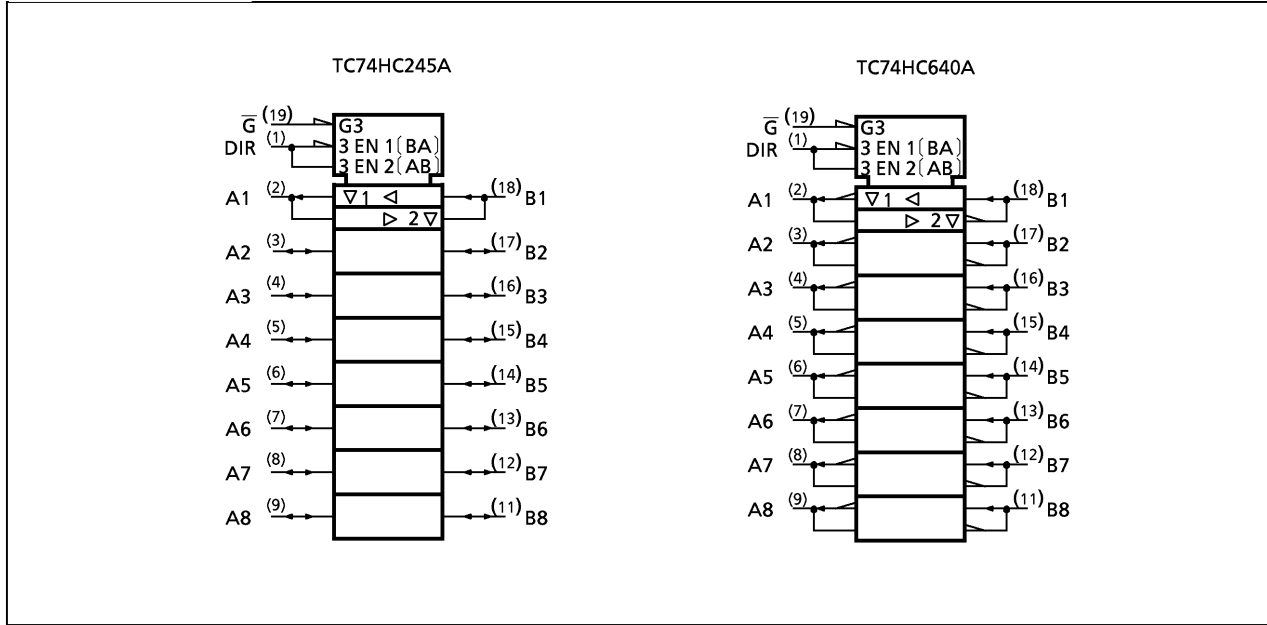 TC74HC245A
G (19) G3
DIR (1) 3 EN 1 [BA]
3 EN 2 [AB]
A1 (2) ▽1 ◁ (18) B1
▷ 2▽
A2 (3) (17) B2
A3 (4) (16) B3
A4 (5) (15) B4
A5 (6) (14) B5
A6 (7) (13) B6
A7 (8) (12) B7
A8 (9) (11) B8
TC74HC640A
G (19) G3
DIR (1) 3 EN 1 [BA]
3 EN 2 [AB]
A1 (2) ▽1 ◁ (18) B1
▷ 2▽
A2 (3) (17) B2
A3 (4) (16) B3
A4 (5) (15) B4
A5 (6) (14) B5
A6 (7) (13) B6
A7 (8) (12) B7
A8 (9) (11) B8